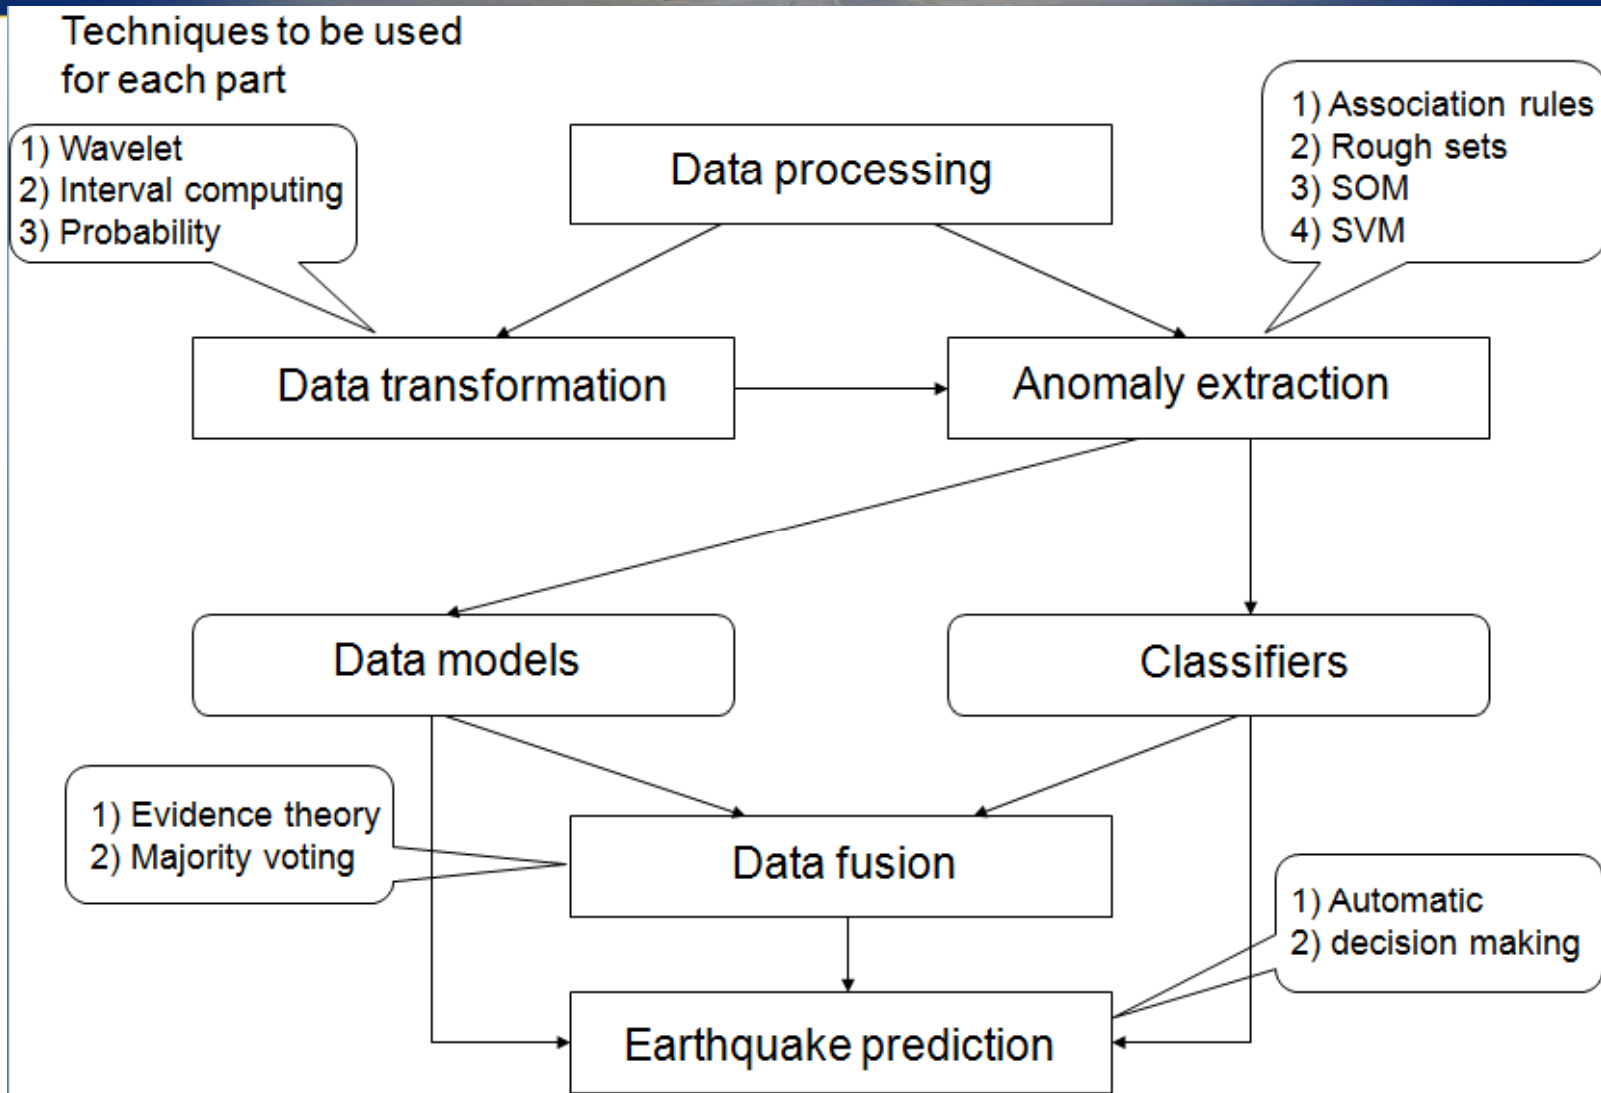 Techniques to be used
for each part
1) Wavelet
2) Interval computing
3) Probability
Data processing
1) Association rules
2) Rough sets
3) SOM
4) SVM
Data transformation
Anomaly extraction
Data models
Classifiers
1) Evidence theory
2) Majority voting
Data fusion
1) Automatic
2) decision making
Earthquake prediction